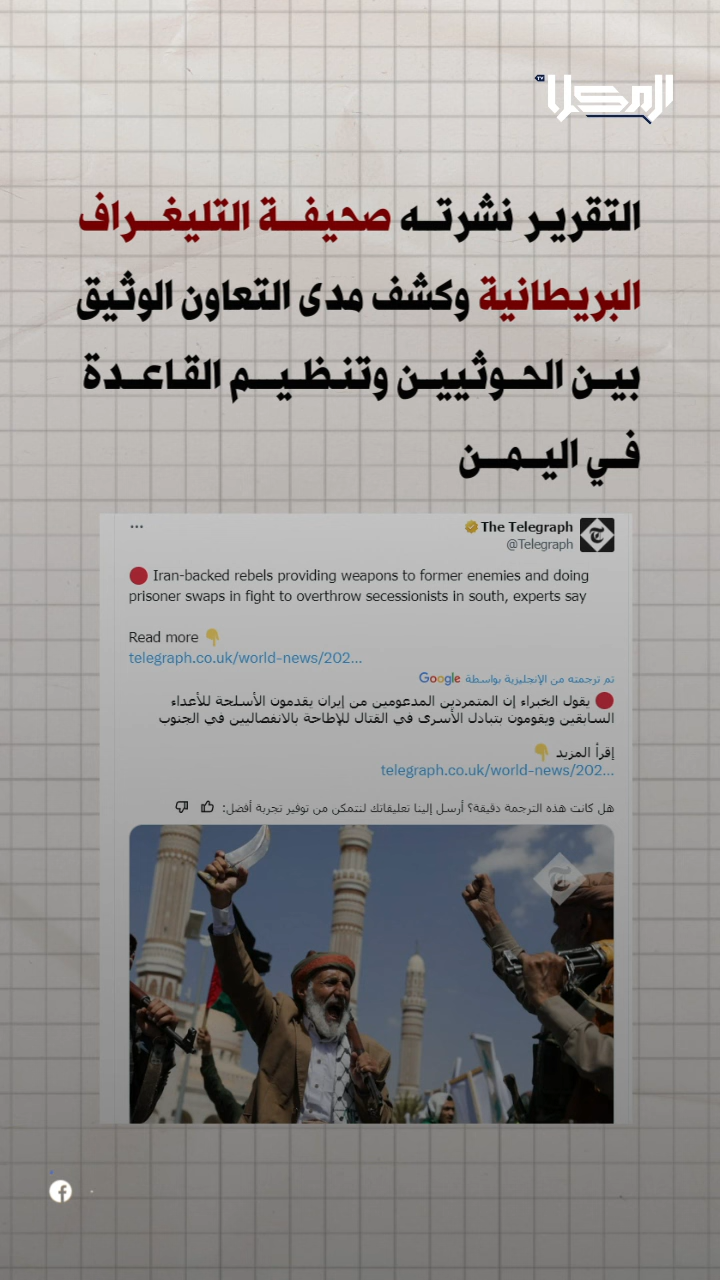 المكلا
TV
التقرير نشرته صحيفة التليغراف
البريطانية وكشف مدى التعاون الوثيق
بين الحوثيين وتنظيم القاعدة
في اليمن
The Telegraph
@Telegraph
Iran-backed rebels providing weapons to former enemies and doing
prisoner swaps in fight to overthrow secessionists in south, experts say
Read more
telegraph.co.uk/world-news/202...
تم ترجمته من الإنجليزية بواسطة Google
يقول الخبراء إن المتمردين المدعومين من إيران يقدمون الأسلحة للأعداء
السابقين ويقومون بتبادل الأسرى في القتال للإطاحة بالانفصاليين في الجنوب
إقرأ المزيد
telegraph.co.uk/world-news/202...
هل كانت هذه الترجمة دقيقة؟ أرسل إلينا تعليقاتك لنتمكن من توفير تجربة أفضل: